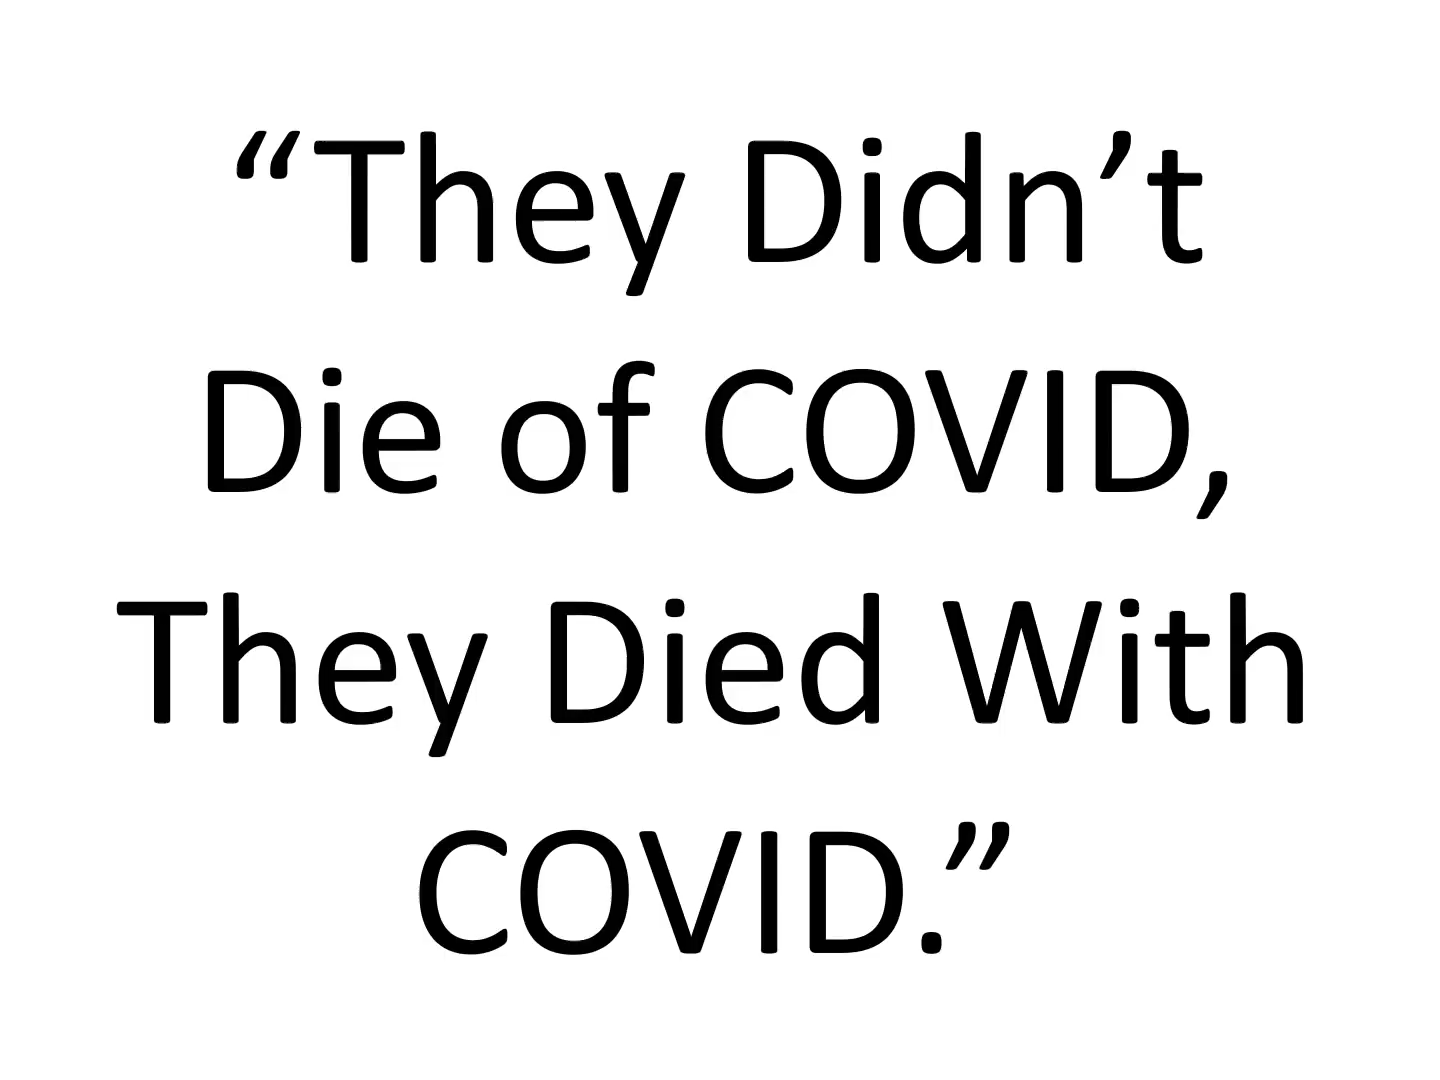 “They Didn’t
Die of COVID,
They Died With
COVID.”